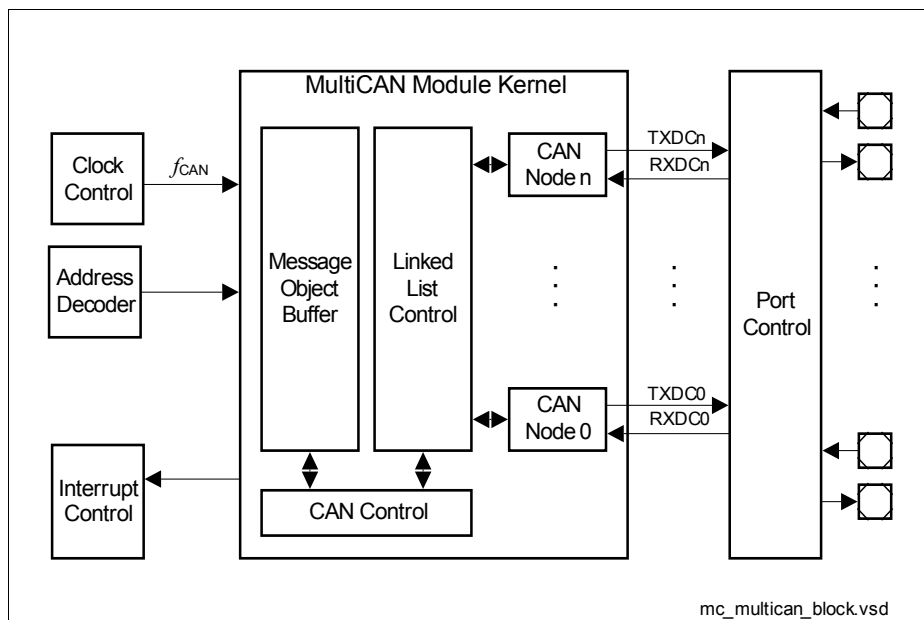 MultiCAN Module Kernel
Clock
Control
fCAN
Address
Decoder
Interrupt
Control
Message
Object
Buffer
Linked
List
Control
CAN Control
CAN
Node n
TXDCn
RXDCn
CAN
Node 0
TXDC0
RXDC0
Port
Control
mc_multican_block.vsd